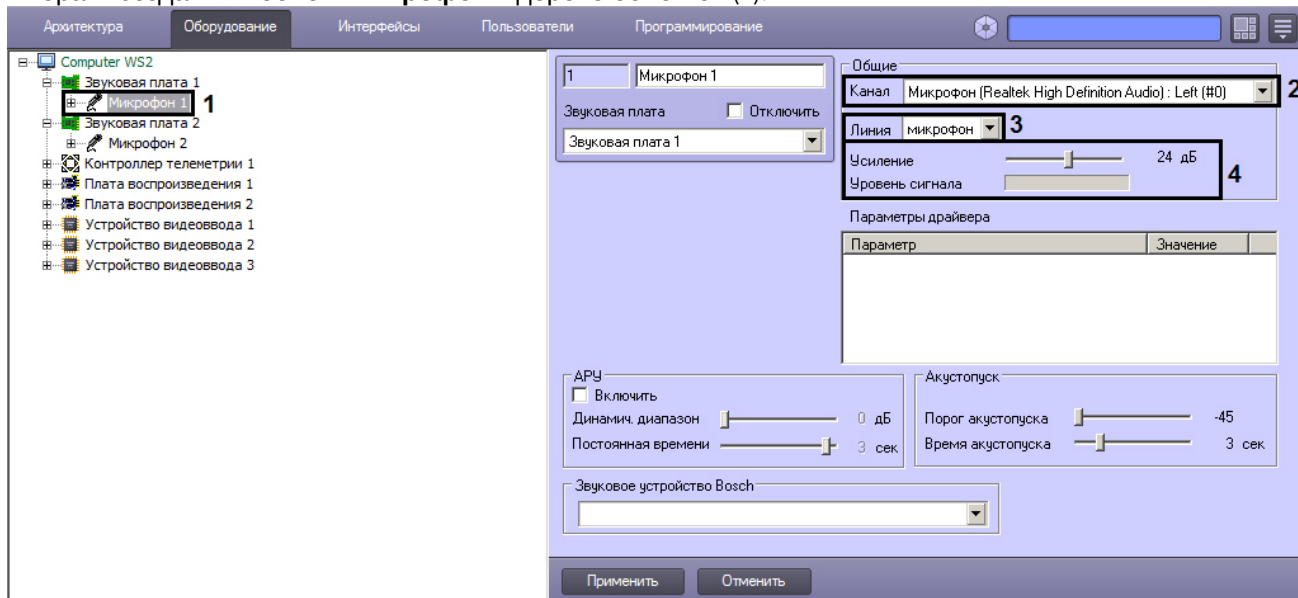 Архитектура Оборудование Интерфейсы Пользователи Программирование
Computer WS2
Звуковая плата 1
Микрофон 1 1
Звуковая плата 2
Микрофон 2
Контроллер телеметрии 1
Плата воспроизведения 1
Плата воспроизведения 2
Устройство видеоввода 1
Устройство видеоввода 2
Устройство видеоввода 3
1 Микрофон 1
Звуковая плата Отключить
Звуковая плата 1
Общие
Канал Микрофон (Realtek High Definition Audio) : Left (#0) 2
Линия микрофон 3
Усиление 24 дБ
Уровень сигнала 4
Параметры драйвера
Параметр Значение
АРУ
Включить
Динамич. диапазон 0 дБ
Постоянная времени 3 сек
Акустопуск
Порог акустопуска -45
Время акустопуска 3 сек
Звуковое устройство Bosch
Применить Отменить